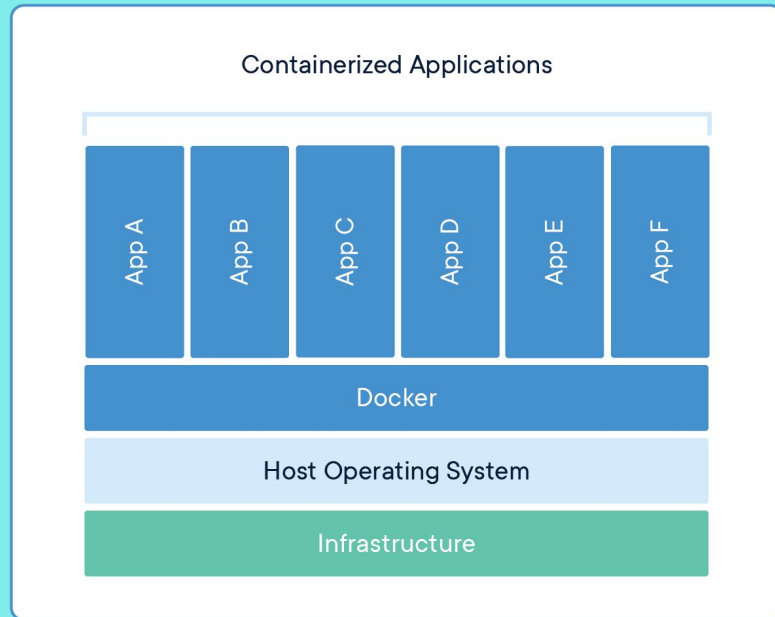 Containerized Applications
App A
App B
App C
App D
App E
App F
Docker
Host Operating System
Infrastructure